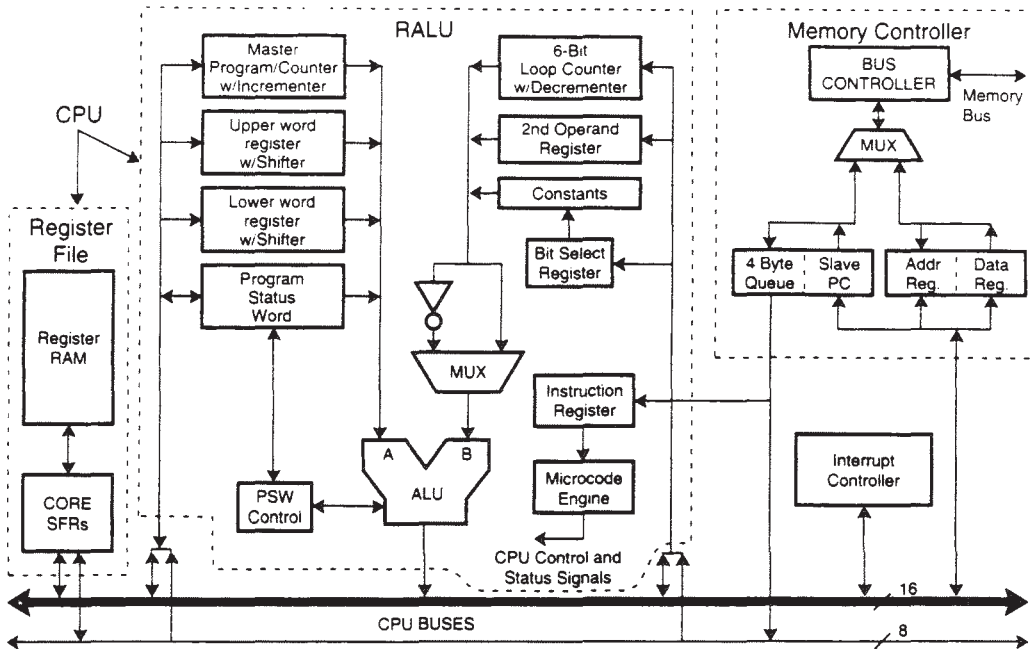 RALU
Memory Controller
Master
Program/Counter
w/Incrementer
6-Bit
Loop Counter
w/Decrementer
BUS
CONTROLLER
Memory
Bus
CPU
Upper word
register
w/Shifter
2nd Operand
Register
MUX
Constants
Lower word
register
w/Shifter
Register
File
Bit Select
Register
4 Byte
Queue
Slave
PC
Addr
Reg.
Data
Reg.
Program
Status
Word
Register
RAM
MUX
Instruction
Register
A
B
ALU
Interrupt
Controller
Microcode
Engine
CORE
SFRs
PSW
Control
CPU Control and
Status Signals
16
CPU BUSES
8